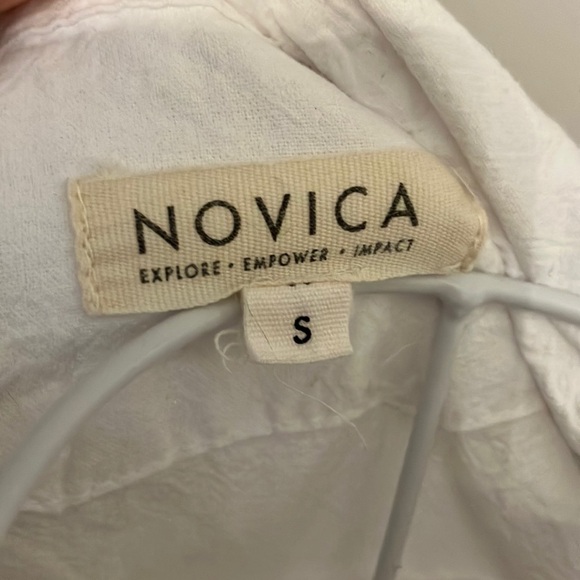 NOVICA
EXPLORE • EMPOWER • IMPACT
S